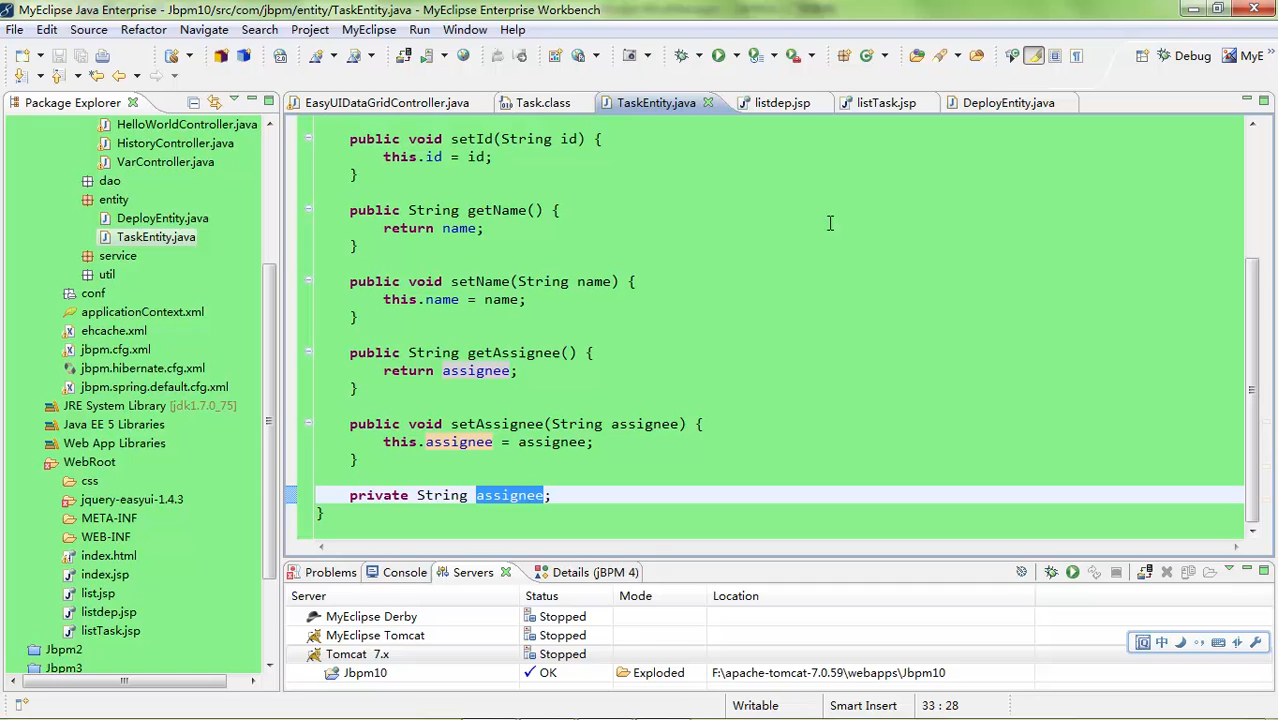 MyEclipse Java Enterprise - Jbpm10/src/com/jbpm/entity/TaskEntity.java - MyEclipse Enterprise Workbench
File Edit Source Refactor Navigate Search Project MyEclipse Run Window Help
Debug MyE
Package Explorer
EasyUIDataGridController.java Task.class TaskEntity.java listdep.jsp listTask.jsp DeployEntity.java
HelloWorldController.java
HistoryController.java
VarController.java
dao
entity
DeployEntity.java
TaskEntity.java
service
util
conf
applicationContext.xml
ehcache.xml
jbpm.cfg.xml
jbpm.hibernate.cfg.xml
jbpm.spring.default.cfg.xml
JRE System Library [jdk1.7.0_75]
Java EE 5 Libraries
Web App Libraries
WebRoot
css
jquery-easyui-1.4.3
META-INF
WEB-INF
index.html
index.jsp
list.jsp
listdep.jsp
listTask.jsp
Jbpm2
Jbpm3
public void setId(String id) {
this.id = id;
}
public String getName() {
return name;
}
public void setName(String name) {
this.name = name;
}
public String getAssignee() {
return assignee;
}
public void setAssignee(String assignee) {
this.assignee = assignee;
}
private String assignee;
}
Problems Console Servers Details (jBPM 4)
Server Status Mode Location
MyEclipse Derby Stopped
MyEclipse Tomcat Stopped
Tomcat 7.x Stopped
Jbpm10 OK Exploded F:\apache-tomcat-7.0.59\webapps\Jbpm10
中
Writable Smart Insert 33 : 28